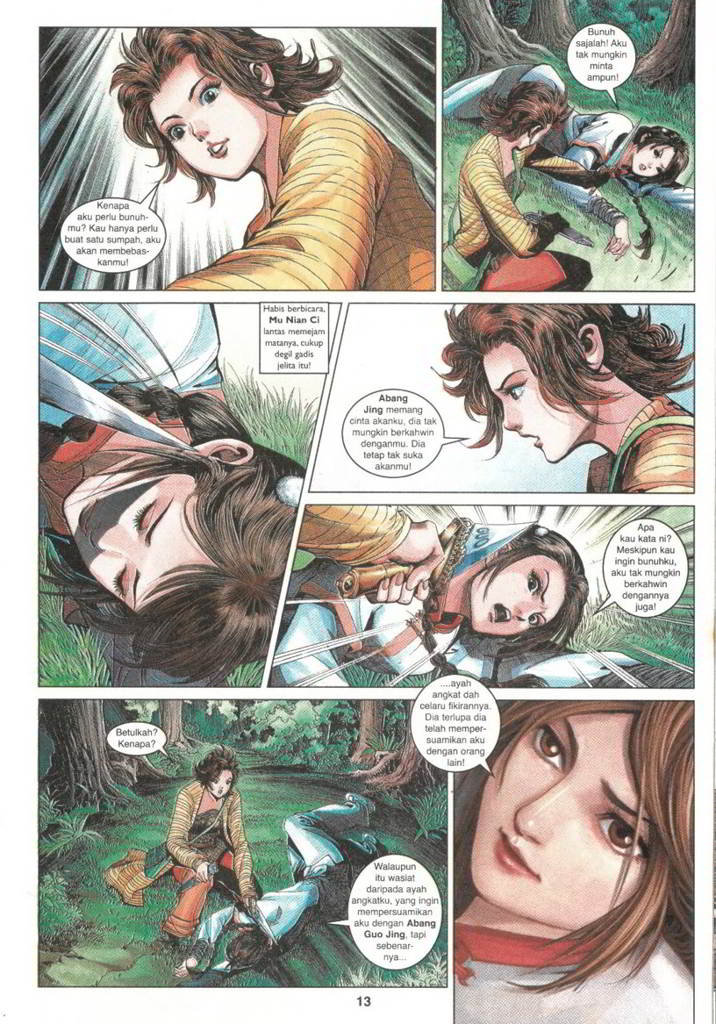 Kenapa
aku perlu bunuh-
mu? Kau hanya perlu
buat satu sumpah, aku
akan membebas-
kanmu!
Bunuh
sajalah! Aku
tak mungkin
minta
ampun!
Habis berbicara,
Mu Nian Ci
lantas memejam
matanya, cukup
degil gadis
jelita itu!
Abang
Jing memang
cinta akanku, dia tak
mungkin berkahwin
denganmu. Dia
tetap tak suka
akanmu!
Apa
kau kata ni?
Meskipun kau
ingin bunuhku,
aku tak mungkin
berkahwin
dengannya
juga!
Betulkah?
Kenapa?
Walaupun
itu wasiat
daripada ayah
angkatku, yang ingin
mempersuamikan
aku dengan Abang
Guo Jing, tapi
sebenar-
nya...
....ayah
angkat dah
celaru fikirannya.
Dia terlupa dia
telah memper-
suamikan aku
dengan orang
lain!
13